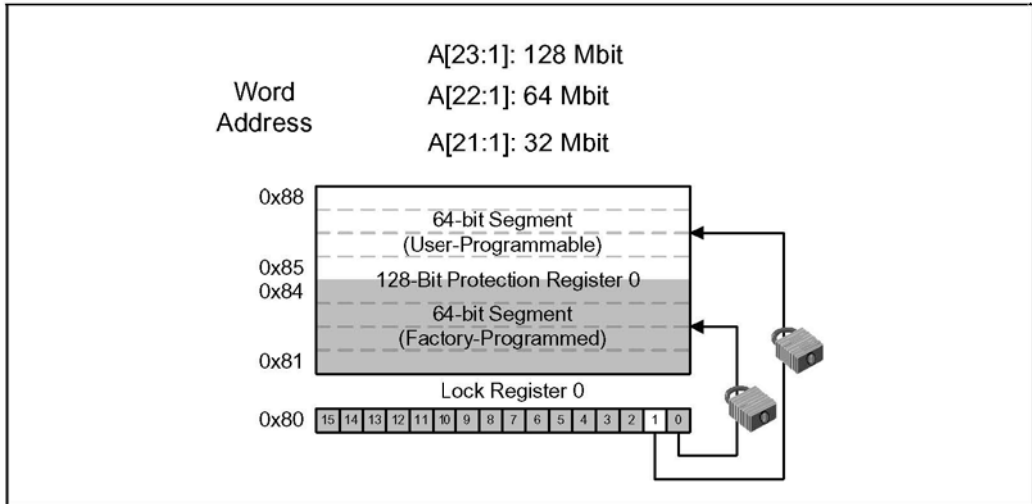 A[23:1]: 128 Mbit
Word
Address
A[22:1]: 64 Mbit
A[21:1]: 32 Mbit
0x88
64-bit Segment
(User-Programmable)
0x85
128-Bit Protection Register 0
0x84
64-bit Segment
(Factory-Programmed)
0x81
Lock Register 0
0x80 15 14 13 12 11 10 9 8 7 6 5 4 3 2 1 0